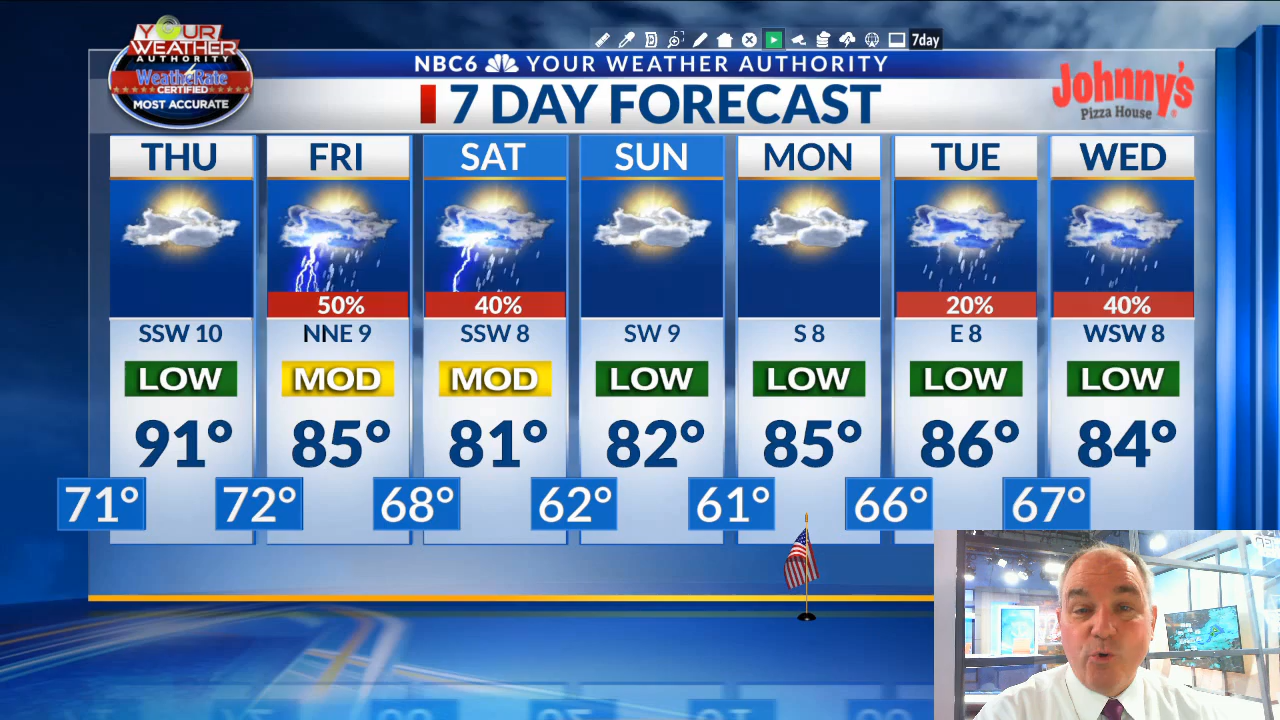 7day
YOUR
WEATHER
AUTHORITY
WeatheRate
CERTIFIED
MOST ACCURATE
NBC6 YOUR WEATHER AUTHORITY
7 DAY FORECAST
Johnny's
Pizza House
THU FRI SAT SUN MON TUE WED
50% 40% 20% 40%
SSW 10 NNE 9 SSW 8 SW 9 S 8 E 8 WSW 8
LOW MOD MOD LOW LOW LOW LOW
91° 85° 81° 82° 85° 86° 84°
71° 72° 68° 62° 61° 66° 67°